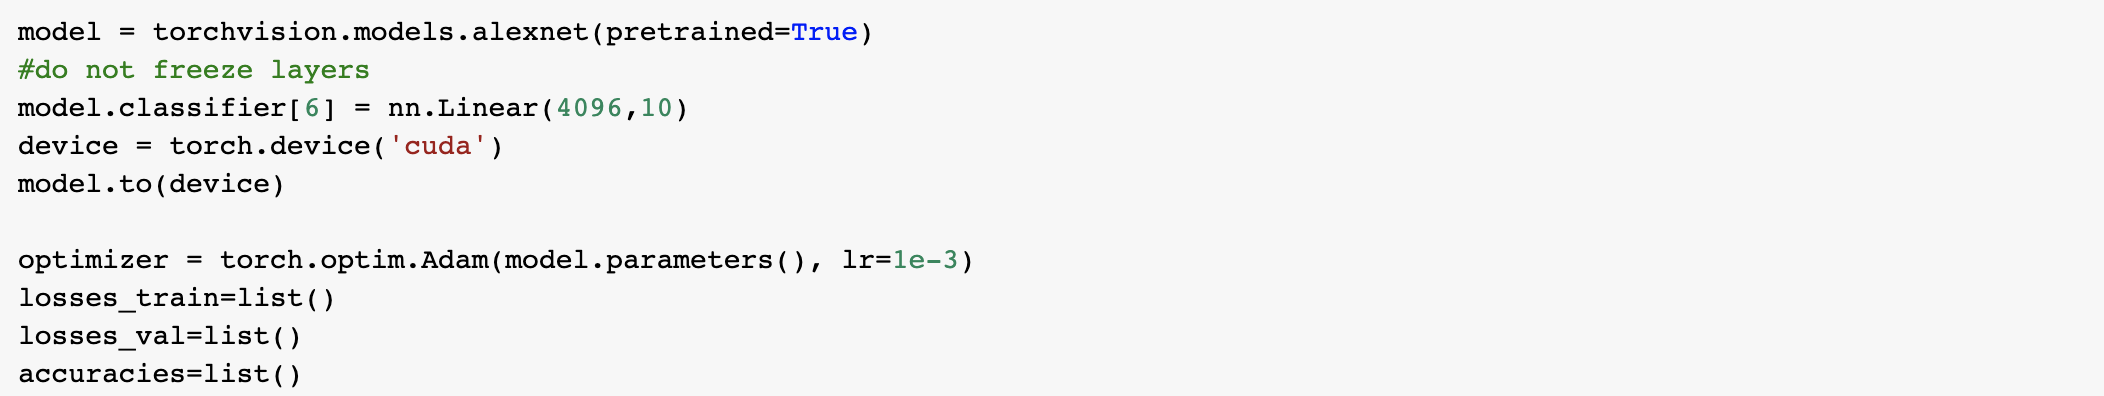 model = torchvision.models.alexnet(pretrained=True)
#do not freeze layers
model.classifier[6] = nn.Linear(4096,10)
device = torch.device('cuda')
model.to(device)

optimizer = torch.optim.Adam(model.parameters(), lr=1e-3)
losses_train=list()
losses_val=list()
accuracies=list()